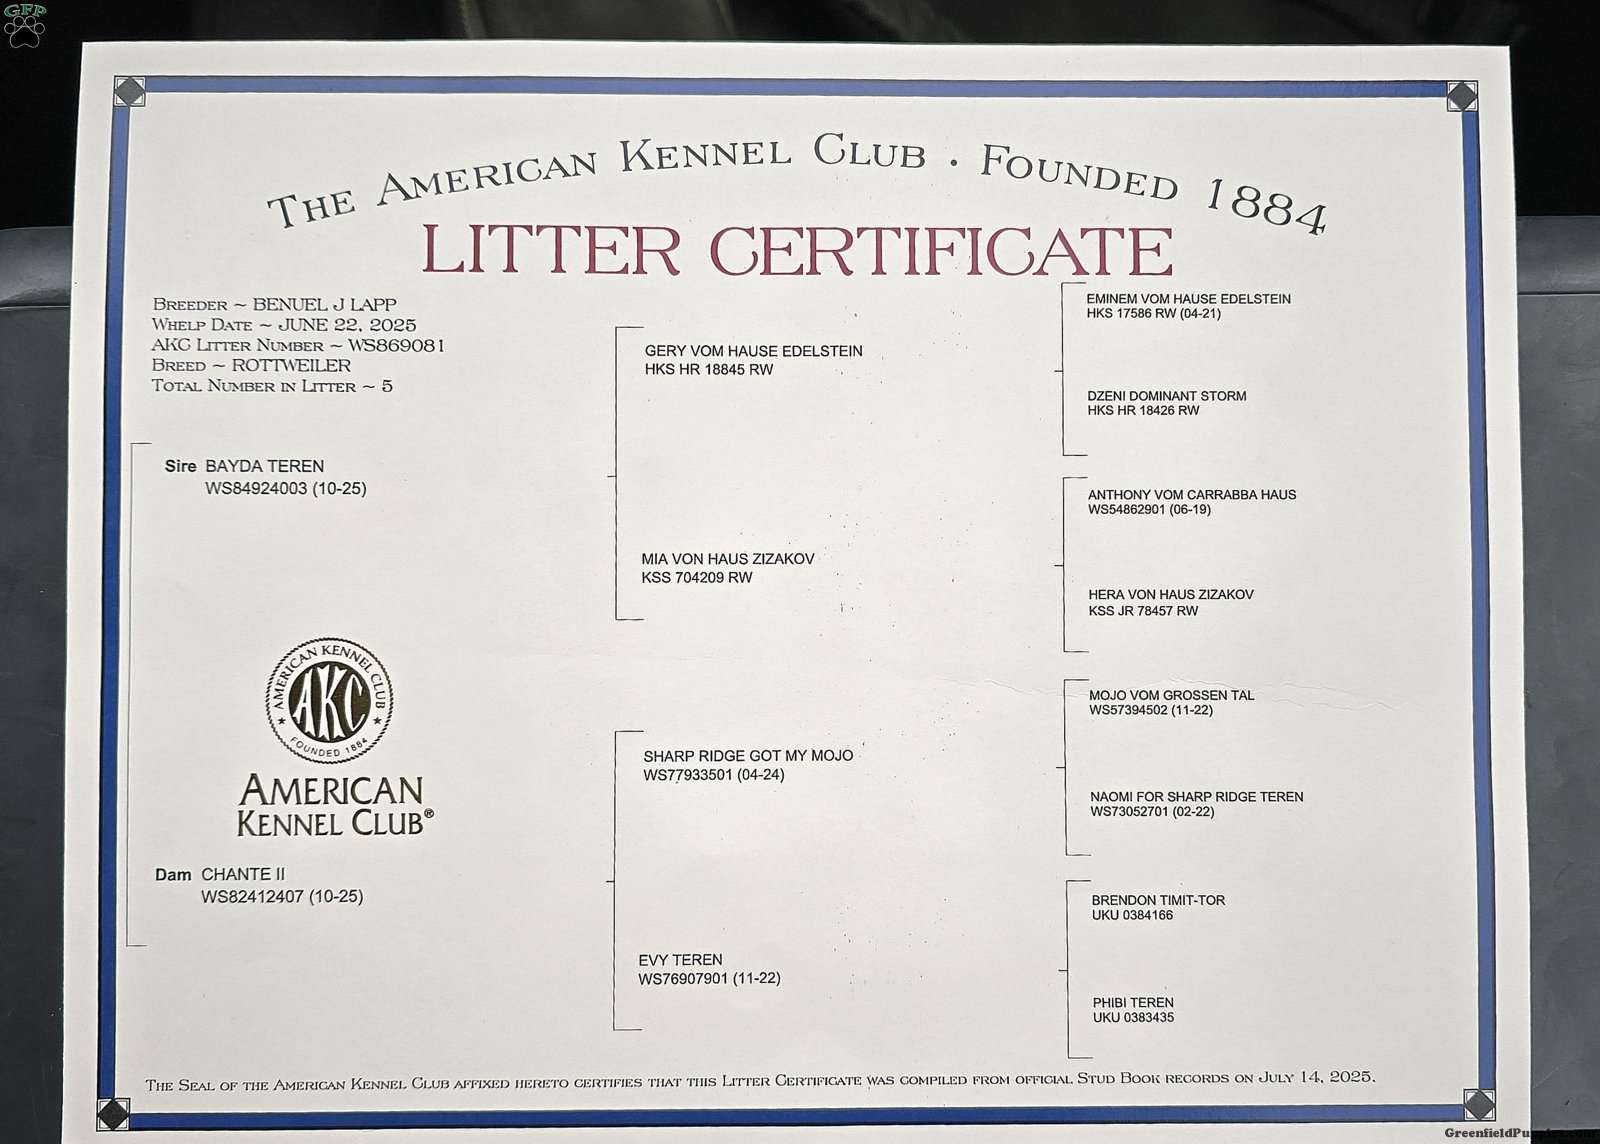 GFP
THE AMERICAN KENNEL CLUB . FOUNDED 1884
LITTER CERTIFICATE
BREEDER ~ BENUEL J LAPP
WHELP DATE ~ JUNE 22, 2025
AKC LITTER NUMBER ~ WS869081
BREED ~ ROTTWEILER
TOTAL NUMBER IN LITTER ~ 5
Sire BAYDA TEREN
WS84924003 (10-25)
AMERICAN KENNEL CLUB
AKC
FOUNDED 1884
AMERICAN
KENNEL CLUB®
Dam CHANTE II
WS82412407 (10-25)
GERY VOM HAUSE EDELSTEIN
HKS HR 18845 RW
MIA VON HAUS ZIZAKOV
KSS 704209 RW
SHARP RIDGE GOT MY MOJO
WS77933501 (04-24)
EVY TEREN
WS76907901 (11-22)
EMINEM VOM HAUSE EDELSTEIN
HKS 17586 RW (04-21)
DZENI DOMINANT STORM
HKS HR 18426 RW
ANTHONY VOM CARRABBA HAUS
WS54862901 (06-19)
HERA VON HAUS ZIZAKOV
KSS JR 78457 RW
MOJO VOM GROSSEN TAL
WS57394502 (11-22)
NAOMI FOR SHARP RIDGE TEREN
WS73052701 (02-22)
BRENDON TIMIT-TOR
UKU 0384166
PHIBI TEREN
UKU 0383435
THE SEAL OF THE AMERICAN KENNEL CLUB AFFIXED HERETO CERTIFIES THAT THIS LITTER CERTIFICATE WAS COMPILED FROM OFFICIAL STUD BOOK RECORDS ON JULY 14, 2025.